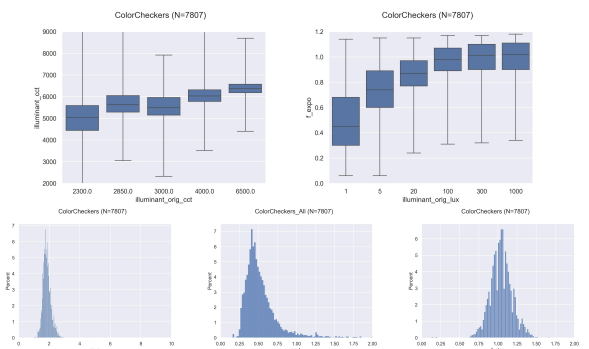 ColorCheckers (N=7807)
illuminant_cct
9000
8000
7000
6000
5000
4000
3000
2000
2300.0 2850.0 3000.0 4000.0 6500.0
illuminant_orig_cct
ColorCheckers (N=7807)
f_expo
1.2
1.0
0.8
0.6
0.4
0.2
0.0
1 5 20 100 300 1000
illuminant_orig_lux
ColorCheckers (N=7807)
Percent
7
6
5
4
3
2
1
0
0 2 4 6 8 10
ColorCheckers_All (N=7807)
Percent
7
6
5
4
3
2
1
0
0.00 0.25 0.50 0.75 1.00 1.25 1.50 1.75 2.00
ColorCheckers (N=7807)
Percent
6
5
4
3
2
1
0
0.00 0.25 0.50 0.75 1.00 1.25 1.50 1.75 2.00